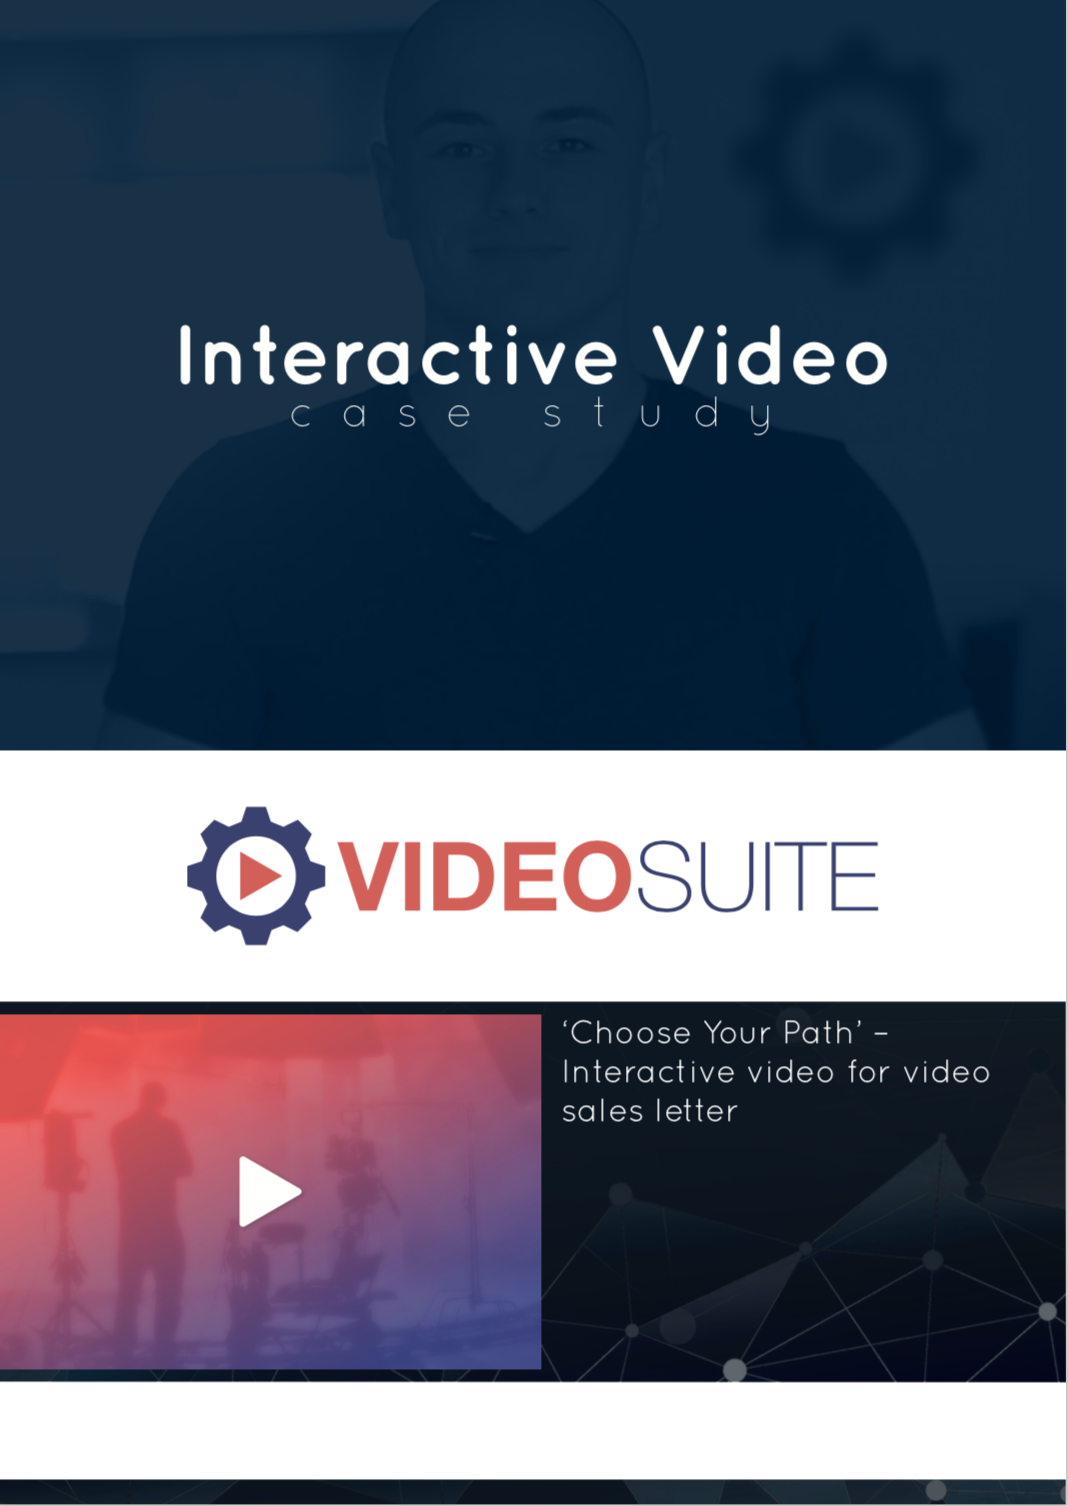 Interactive Video
case study
VIDEOSUITE
‘Choose Your Path’ –
Interactive video for video
sales letter